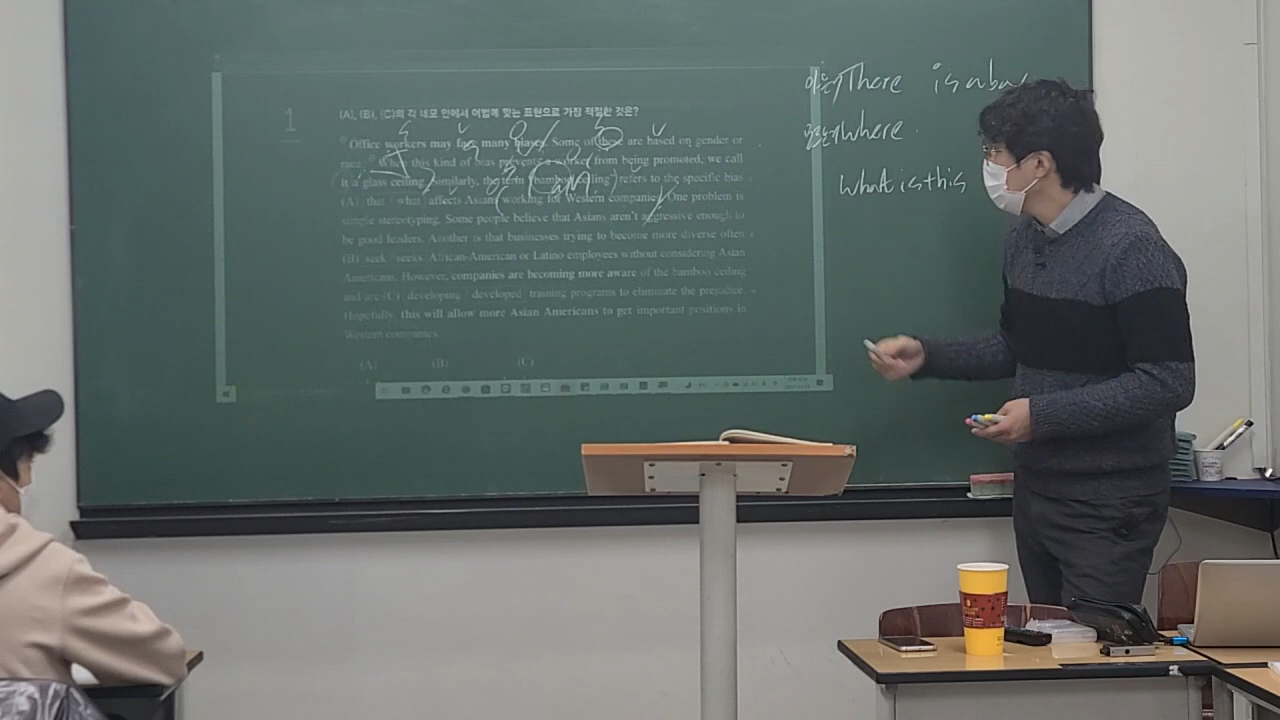 1
(A), (B), (C)의 각 네모 안에서 어법에 맞는 표현으로 가장 적절한 것은?
Office workers may face many biases. Some of these are based on gender or
race. When this kind of bias prevents a worker from being promoted, we call
it a glass ceiling. Similarly, the term "bamboo ceiling" refers to the specific bias
(A) that / what affects Asians working for Western companies. One problem is
simple stereotyping. Some people believe that Asians aren't aggressive enough to
be good leaders. Another is that businesses trying to become more diverse often
(B) seek / seeks African-American or Latino employees without considering Asian
Americans. However, companies are becoming more aware of the bamboo ceiling
and are (C) developing / developed training programs to eliminate the prejudice.
Hopefully, this will allow more Asian Americans to get important positions in
Western companies.
(A) (B) (C)
There is a
where
What is this